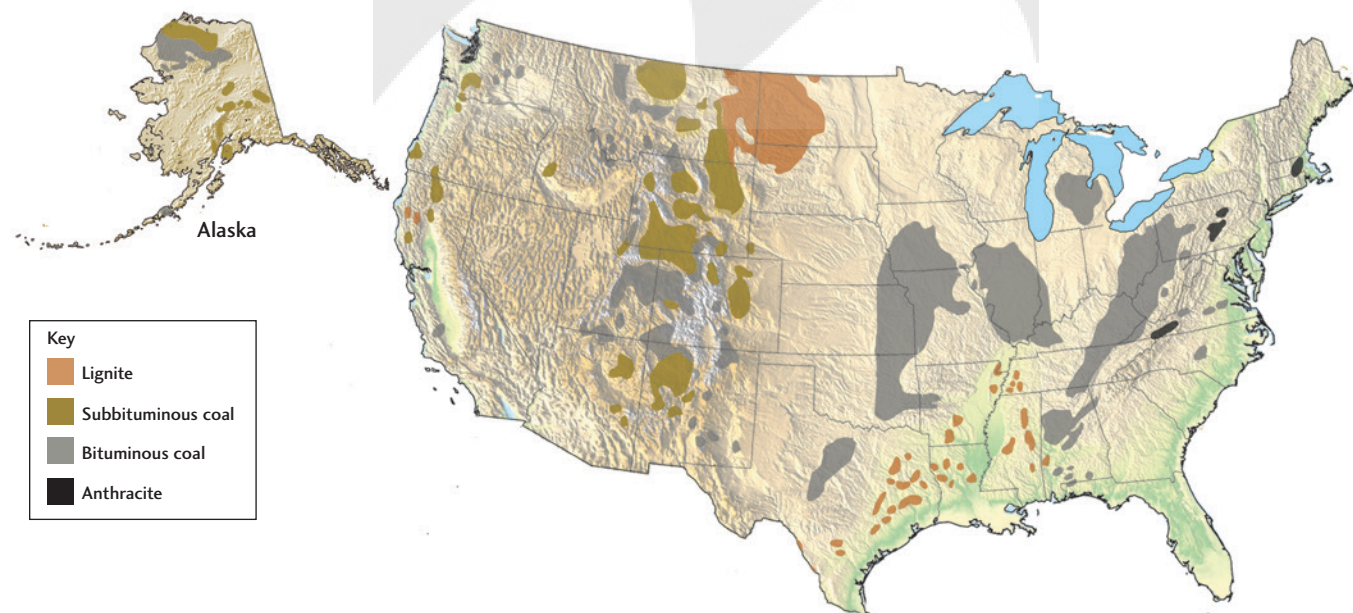 Alaska
Key
Lignite
Subbituminous coal
Bituminous coal
Anthracite